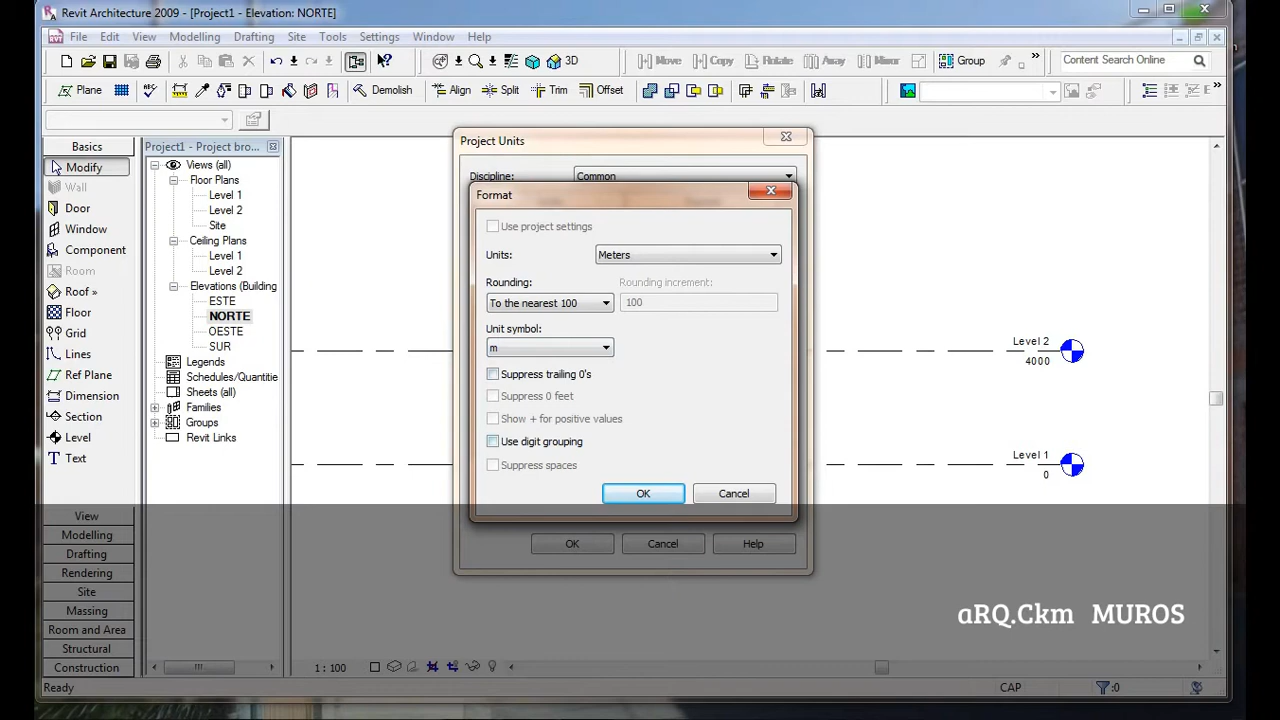 Revit Architecture 2009 - [Project1 - Elevation: NORTE]
File Edit View Modelling Drafting Site Tools Settings Window Help
3D Move Copy Rotate Array Mirror Group » Content Search Online
Plane Demolish Align Split Trim Offset
Basics
Modify
Wall
Door
Window
Component
Room
Roof »
Floor
Grid
Lines
Ref Plane
Dimension
Section
Level
Text
View
Modelling
Drafting
Rendering
Site
Massing
Room and Area
Structural
Construction
Project1 - Project bro...
Views (all)
Floor Plans
Level 1
Level 2
Site
Ceiling Plans
Level 1
Level 2
Elevations (Building
ESTE
NORTE
OESTE
SUR
Legends
Schedules/Quantitie
Sheets (all)
Families
Groups
Revit Links
Project Units
Discipline: Common
Format
Use project settings
Units: Meters
Rounding: Rounding increment:
To the nearest 100 100
Unit symbol:
m
Suppress trailing 0's
Suppress 0 feet
Show + for positive values
Use digit grouping
Suppress spaces
OK Cancel
OK Cancel Help
Level 2
4000
Level 1
0
aRQ.Ckm MUROS
1 : 100
Ready CAP :0